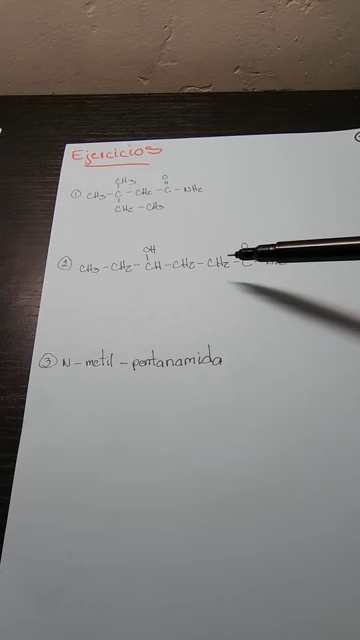 Ejercicios
CH3 O
① CH3 - C - CH2 - C - NH2
CH2 - CH3
OH
② CH3 - CH2 - CH - CH2 - CH2 - C
③ N - metil - pentanamida